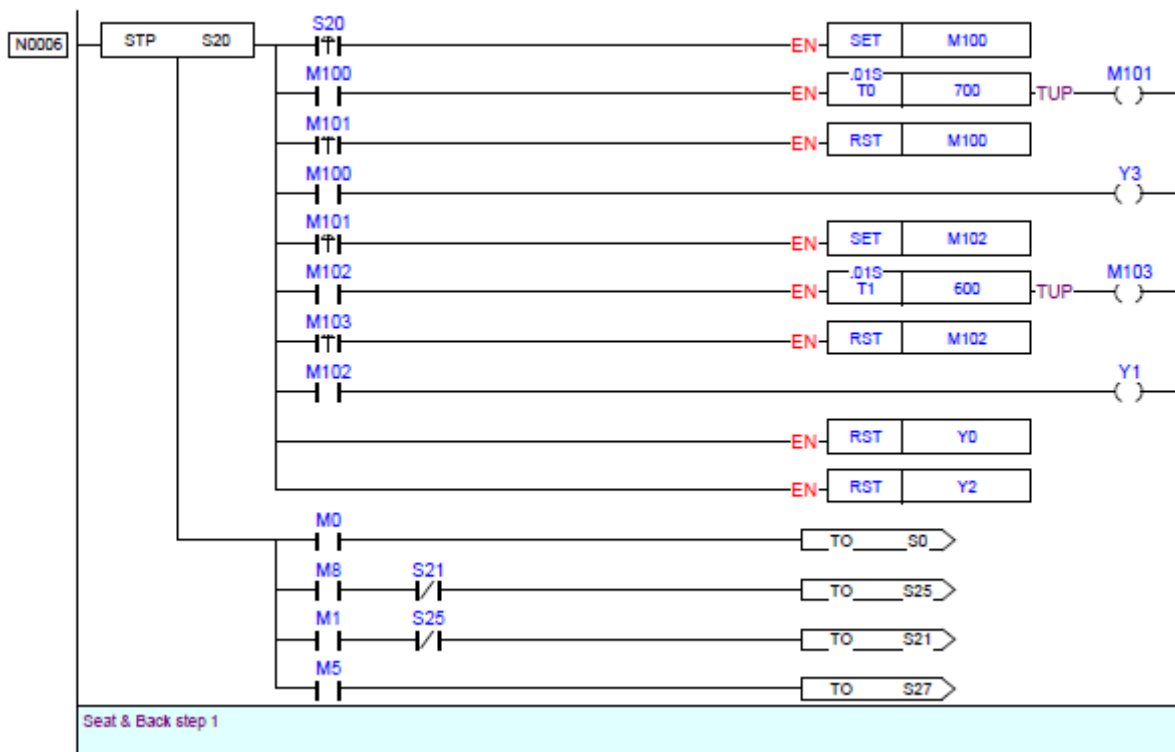 S20
N0006 STP S20 EN SET M100
M100 .01S M101
EN T0 700 TUP
M101
EN RST M100
M100 Y3
M101
EN SET M102
M102 .01S M103
EN T1 600 TUP
M103
EN RST M102
M102 Y1
EN RST Y0
EN RST Y2
M0
TO S0
M8 S21
TO S25
M1 S25
TO S21
M5
TO S27
Seat & Back step 1